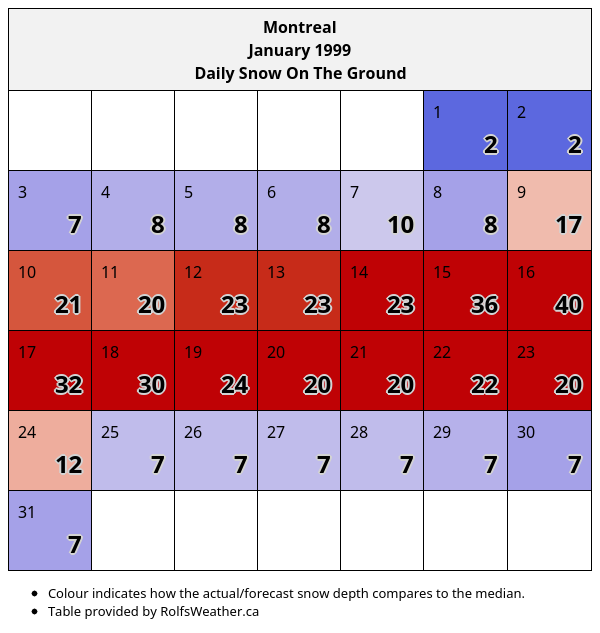 Montreal
January 1999
Daily Snow On The Ground
1 2
2 2
3 4 5 6 7 8 9
7 8 8 8 10 8 17
10 11 12 13 14 15 16
21 20 23 23 23 36 40
17 18 19 20 21 22 23
32 30 24 20 20 22 20
24 25 26 27 28 29 30
12 7 7 7 7 7 7
31
7
• Colour indicates how the actual/forecast snow depth compares to the median.
• Table provided by RolfsWeather.ca